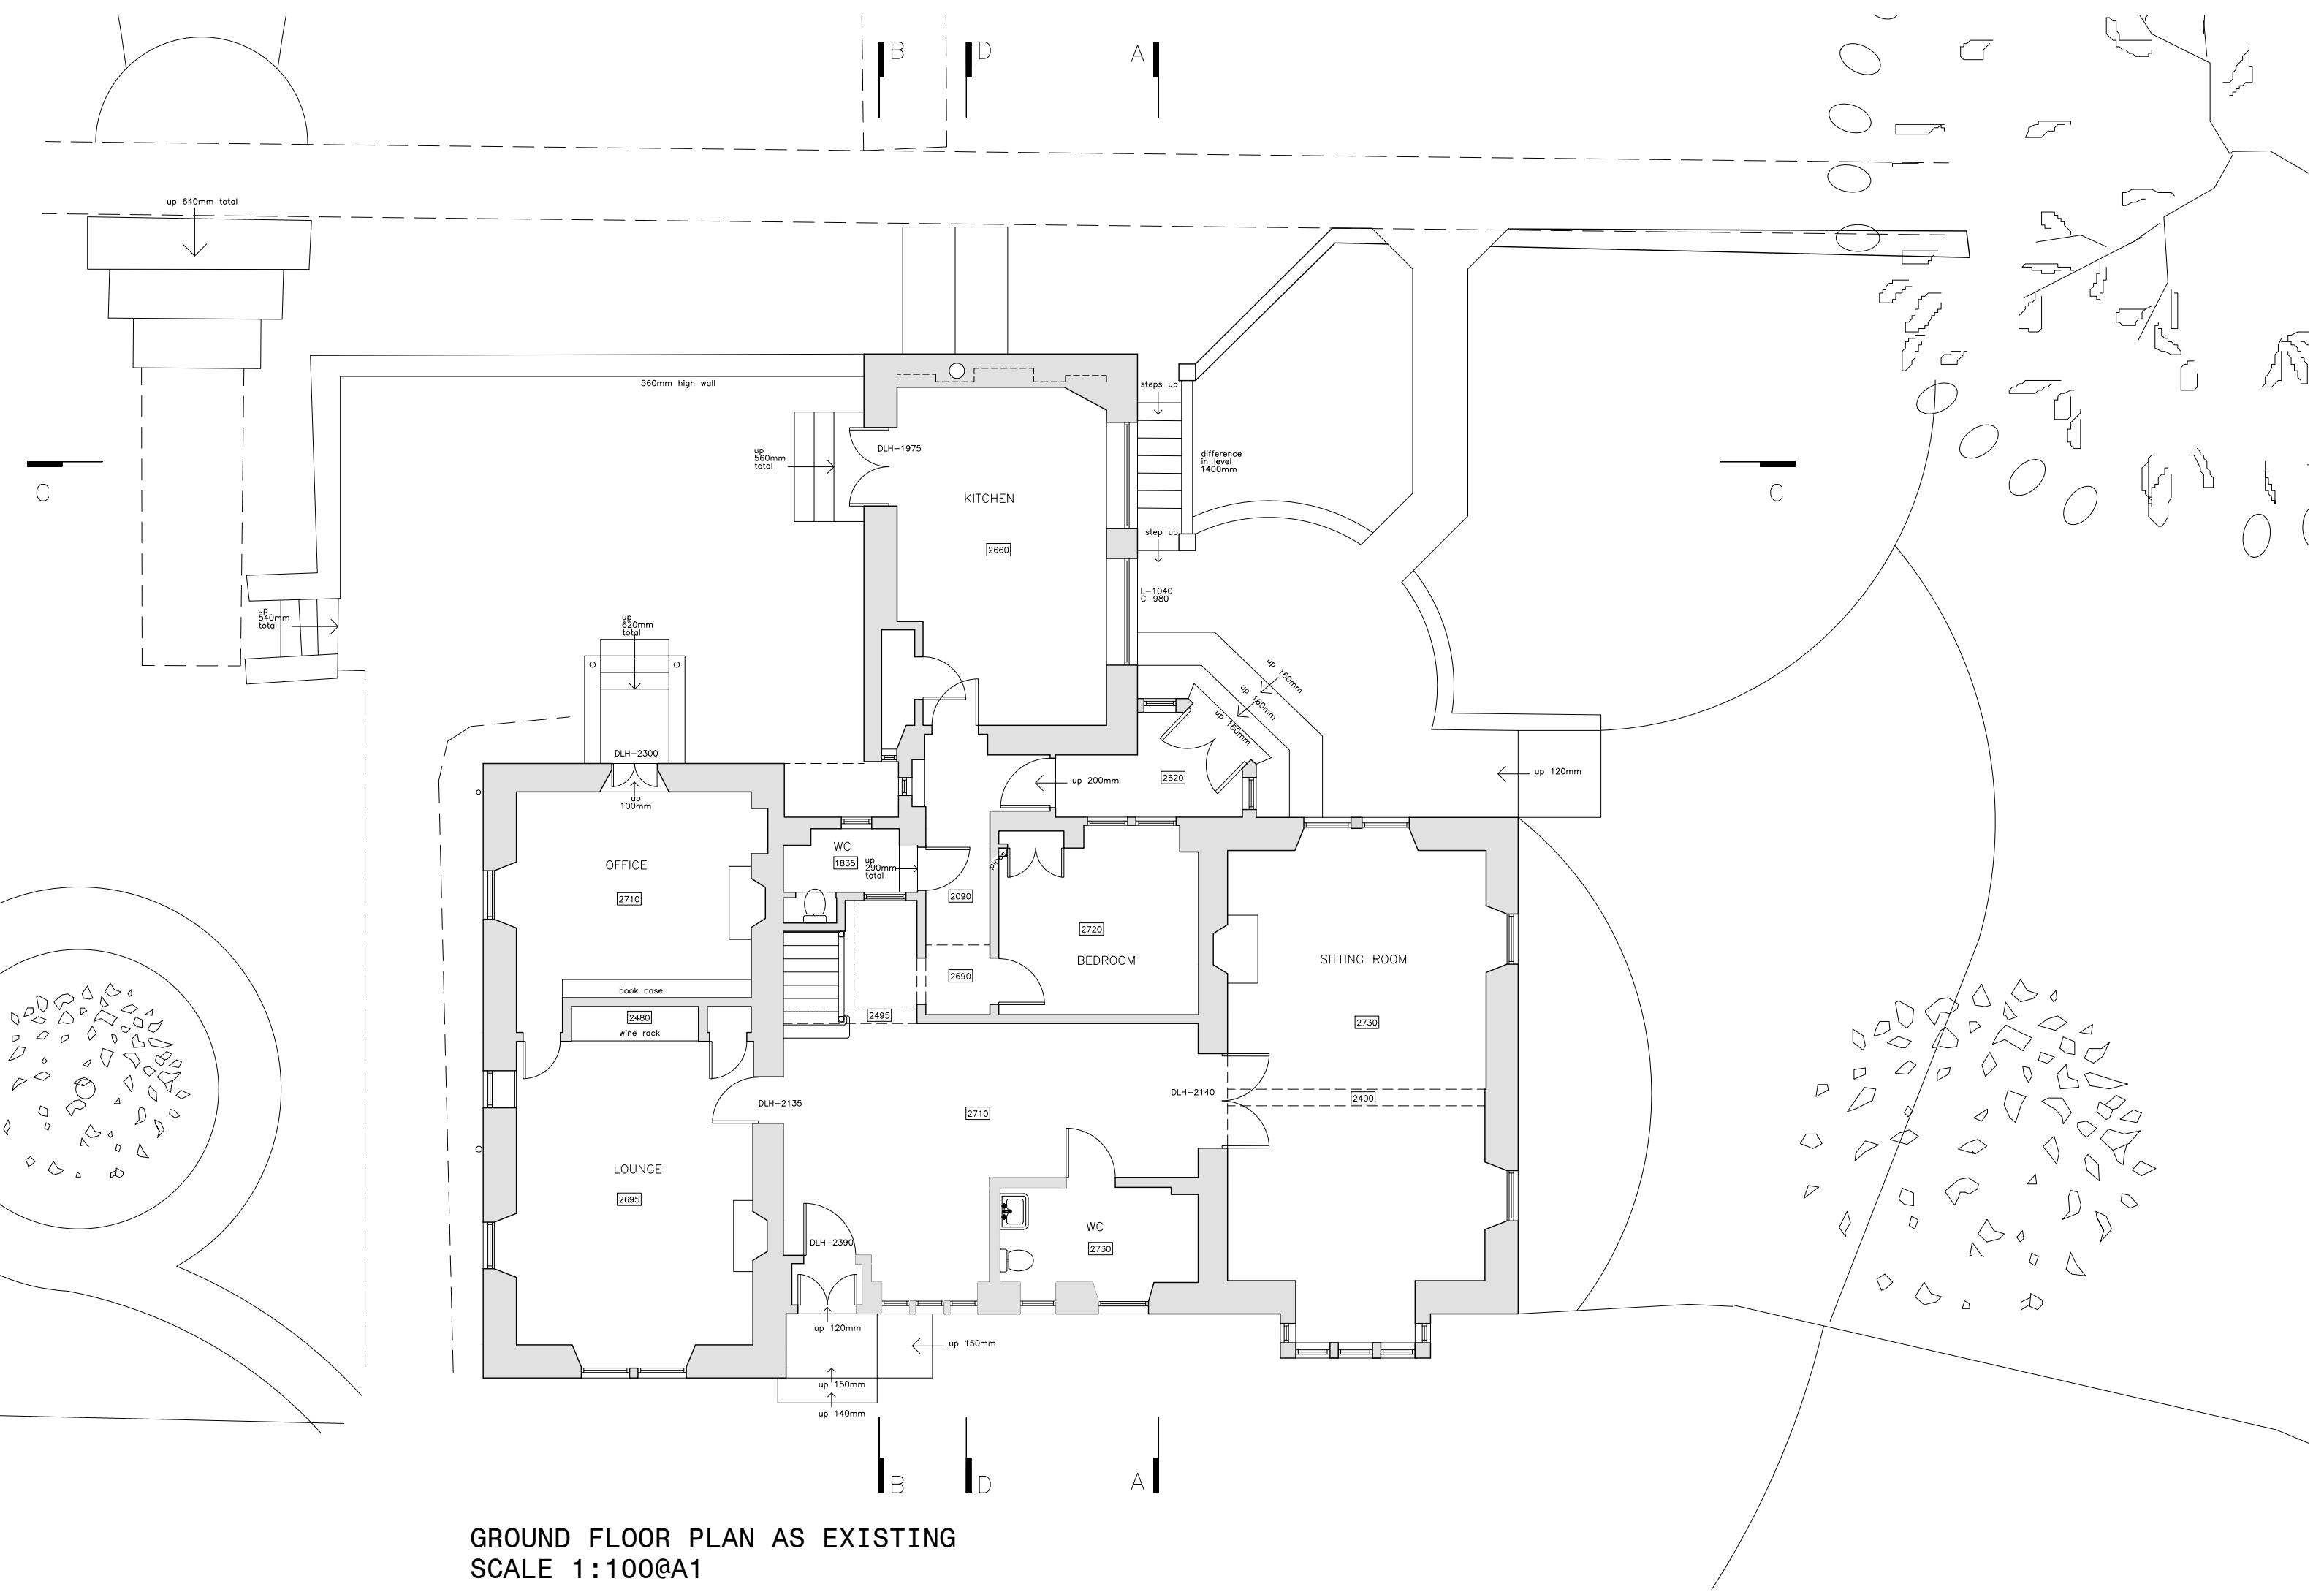 B
D
A
up 640mm total
560mm high wall
steps up
DLH-1975
up
560mm
total
difference
in level
1400mm
C
C
KITCHEN
2660
step up
L-1040
C-980
up
540mm
total
up
620mm
total
up 160mm
up 160mm
up 160mm
DLH-2300
up
100mm
up 200mm
2620
up 120mm
OFFICE
2710
WC
1835
up
290mm
total
pipes
2090
2720
BEDROOM
SITTING ROOM
2690
book case
2480
wine rack
2495
2730
DLH-2135
2710
DLH-2140
2400
LOUNGE
2695
WC
2730
DLH-2390
up 120mm
up 150mm
up 150mm
up 140mm
B
D
A
GROUND FLOOR PLAN AS EXISTING
SCALE 1:100@A1